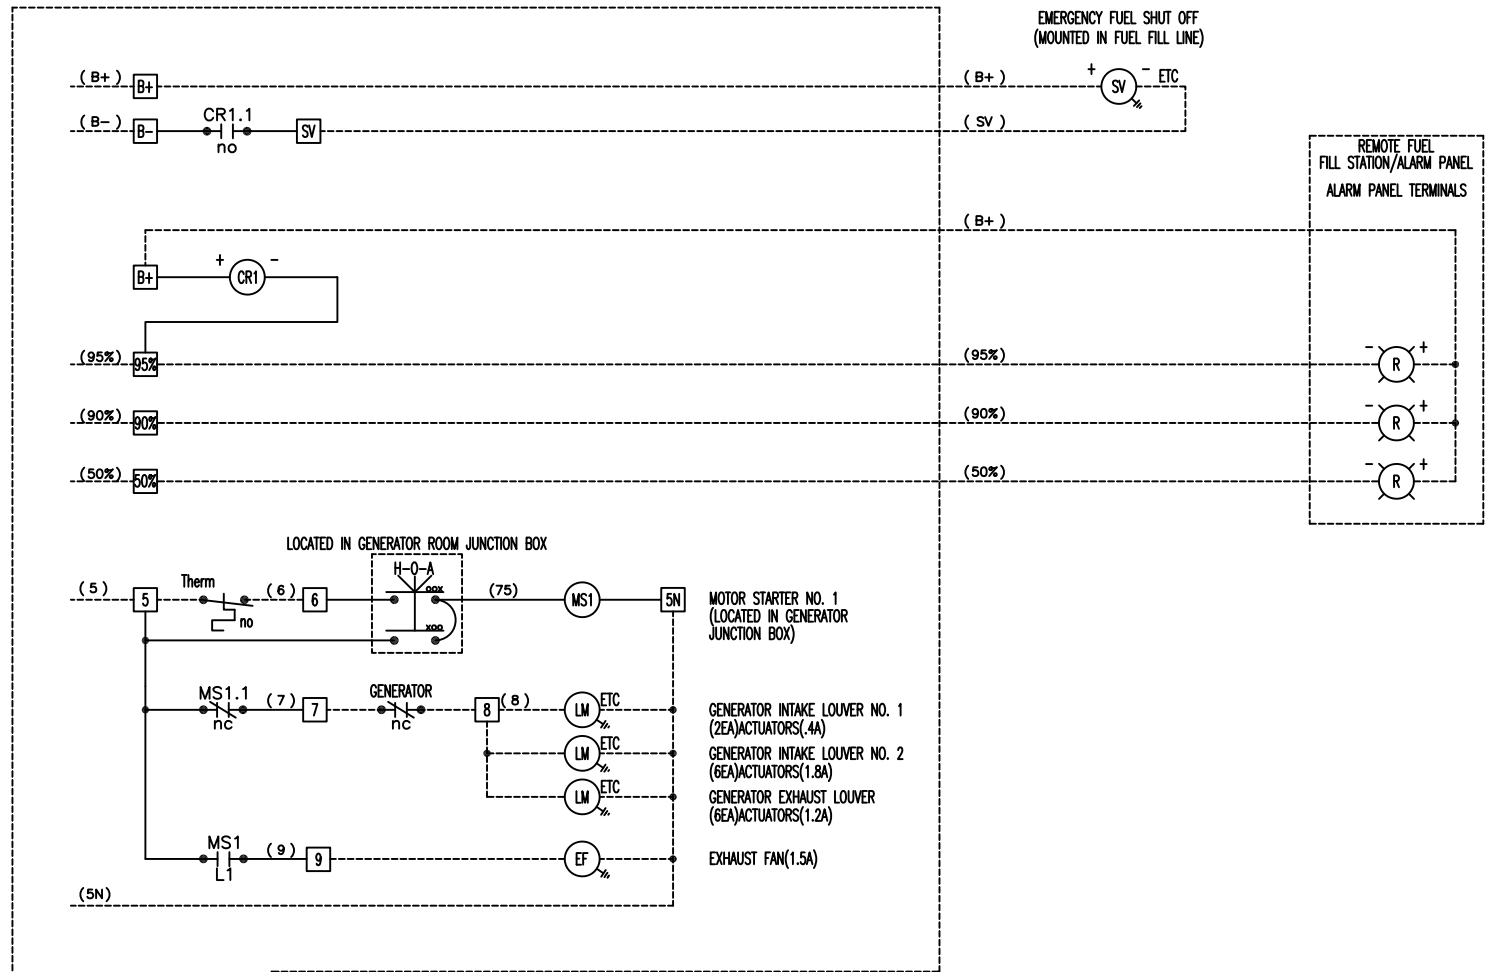 EMERGENCY FUEL SHUT OFF
(MOUNTED IN FUEL FILL LINE)
(B+) B+ (B+) + SV - ETC
(B-) B- CR1.1 no SV (SV)
REMOTE FUEL
FILL STATION/ALARM PANEL
ALARM PANEL TERMINALS
(B+)
B+ + CR1 -
(95%) 95% (95%) - R +
(90%) 90% (90%) - R +
(50%) 50% (50%) - R +
LOCATED IN GENERATOR ROOM JUNCTION BOX
H-O-A
(5) 5 Therm no (6) 6 OOX (75) MS1 5N
XOO
MOTOR STARTER NO. 1
(LOCATED IN GENERATOR
JUNCTION BOX)
MS1.1 nc (7) 7 GENERATOR nc 8 (8) LM ETC
GENERATOR INTAKE LOUVER NO. 1
(2EA)ACTUATORS(.4A)
LM ETC
GENERATOR INTAKE LOUVER NO. 2
(6EA)ACTUATORS(1.8A)
LM ETC
GENERATOR EXHAUST LOUVER
(6EA)ACTUATORS(1.2A)
MS1 L1 (9) 9 EF
EXHAUST FAN(1.5A)
(5N)